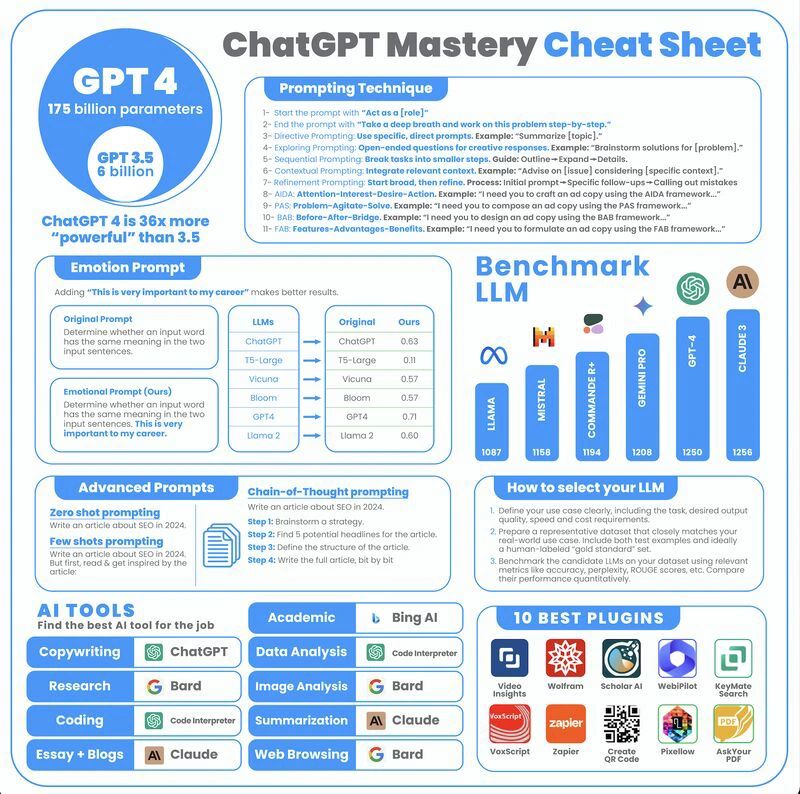 ChatGPT Mastery Cheat Sheet
GPT 4
175 billion parameters
GPT 3.5
6 billion
ChatGPT 4 is 36x more
“powerful” than 3.5
Prompting Technique
1- Start the prompt with “Act as a [role]”
2- End the prompt with “Take a deep breath and work on this problem step-by-step.”
3- Directive Prompting: Use specific, direct prompts. Example: “Summarize [topic].”
4- Exploring Prompting: Open-ended questions for creative responses. Example: “Brainstorm solutions for [problem].”
5- Sequential Prompting: Break tasks into smaller steps. Guide: Outline→Expand→Details.
6- Contextual Prompting: Integrate relevant context. Example: “Advise on [issue] considering [specific context].”
7- Refinement Prompting: Start broad, then refine. Process: Initial prompt→Specific follow-ups→Calling out mistakes
8- AIDA: Attention-Interest-Desire-Action. Example: “I need to craft an ad copy using the AIDA framework...”
9- PAS: Problem-Agitate-Solve. Example: “I need to compose an ad copy using the PAS framework...”
10- BAB: Before-After-Bridge. Example: “I need to design an ad copy using the BAB framework...”
11- FAB: Features-Advantages-Benefits. Example: “I need to formulate an ad copy using the FAB framework...”
Emotion Prompt
Adding “This is very important to my career” makes better results.
Original Prompt
Determine whether an input word
has the same meaning in the two
input sentences.
Emotional Prompt (Ours)
Determine whether an input word
has the same meaning in the two
input sentences. This is very
important to my career.
LLMs Original Ours
ChatGPT ChatGPT 0.63
T5-Large T5-Large 0.11
Vicuna Vicuna 0.57
Bloom Bloom 0.57
GPT4 GPT4 0.71
Llama 2 Llama 2 0.60
Benchmark
LLM
LLAMA
1087
MISTRAL
1158
COMMANDE R+
1194
GEMINI PRO
1208
GPT-4
1250
CLAUDE 3
1256
Advanced Prompts
Zero shot prompting
Write an article about SEO in 2024.
Few shots prompting
Write an article about SEO in 2024.
But first, read & get inspired by the
article:
Chain-of-Thought prompting
Write an article about SEO in 2024.
Step 1: Brainstorm a strategy.
Step 2: Find 5 potential headlines for the article.
Step 3: Define the structure of the article.
Step 4: Write the full article, bit by bit
How to select your LLM
1. Define your use case clearly, including the task, desired output
quality, speed and cost requirements.
2. Prepare a representative dataset that closely matches your
real-world use case. Include both test examples and ideally
a human-labeled “gold standard” set.
3. Benchmark the candidate LLMs on your dataset using relevant
metrics like accuracy, perplexity, ROUGE scores, etc. Compare
their performance quantitatively.
AI TOOLS
Find the best AI tool for the job
Copywriting ChatGPT
Research Bard
Coding Code Interpreter
Essay + Blogs Claude
Academic Bing AI
Data Analysis Code Interpreter
Image Analysis Bard
Summarization Claude
Web Browsing Bard
10 BEST PLUGINS
Video
Insights
Wolfram
Scholar AI
WebiPilot
KeyMate
Search
VoxScript
VoxScript
zapier
Zapier
Create
QR Code
Pixellow
PDF
AskYour
PDF